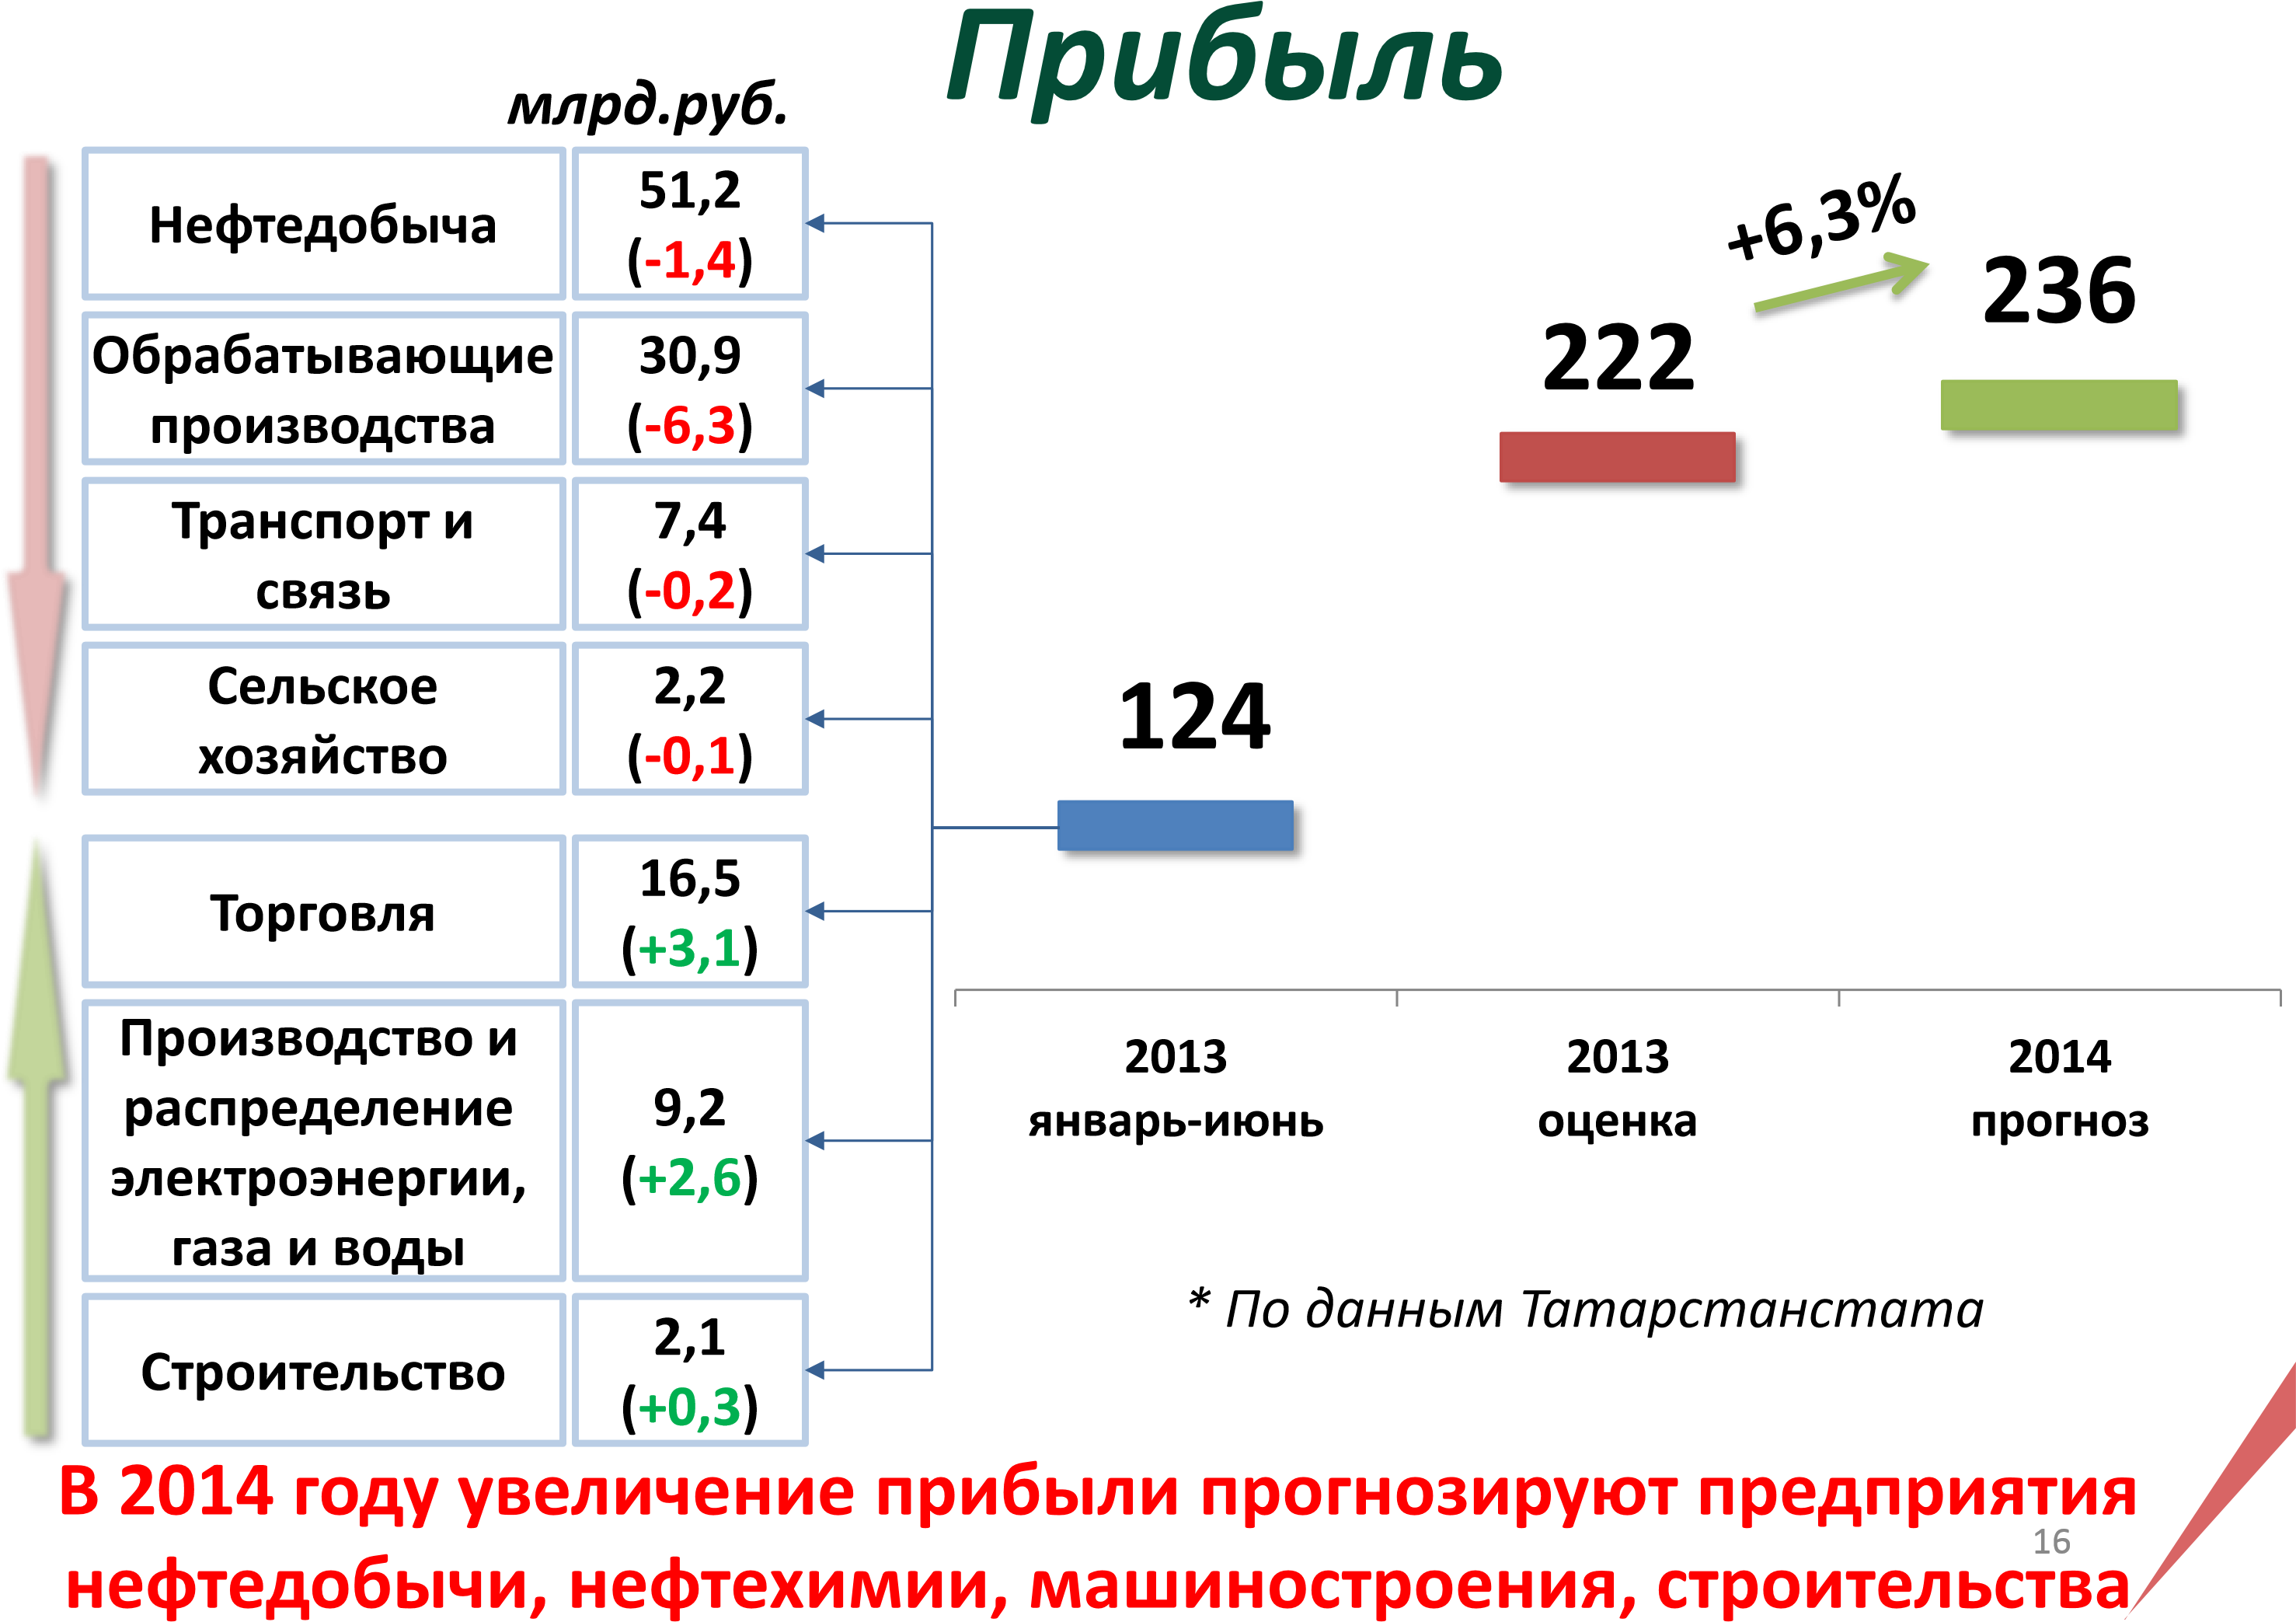 Прибыль
млрд.руб.
Нефтедобыча
51,2
(-1,4)
Обрабатывающие
производства
30,9
(-6,3)
Транспорт и
связь
7,4
(-0,2)
Сельское
хозяйство
2,2
(-0,1)
Торговля
16,5
(+3,1)
Производство и
распределение
электроэнергии,
газа и воды
9,2
(+2,6)
Строительство
2,1
(+0,3)
124
222
+6,3%
236
2013
январь-июнь
2013
оценка
2014
прогноз
* По данным Татарстанстата
В 2014 году увеличение прибыли прогнозируют предприятия
16
нефтедобычи, нефтехимии, машиностроения, строительства